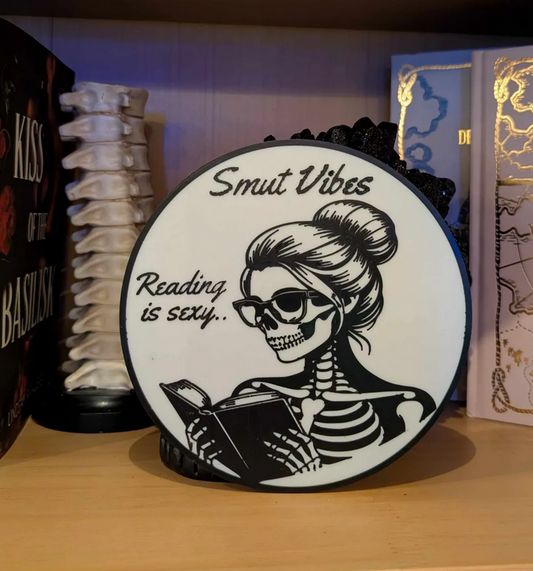 KISS
OF THE
BASILISK
Smut Vibes
Reading
is sexy..